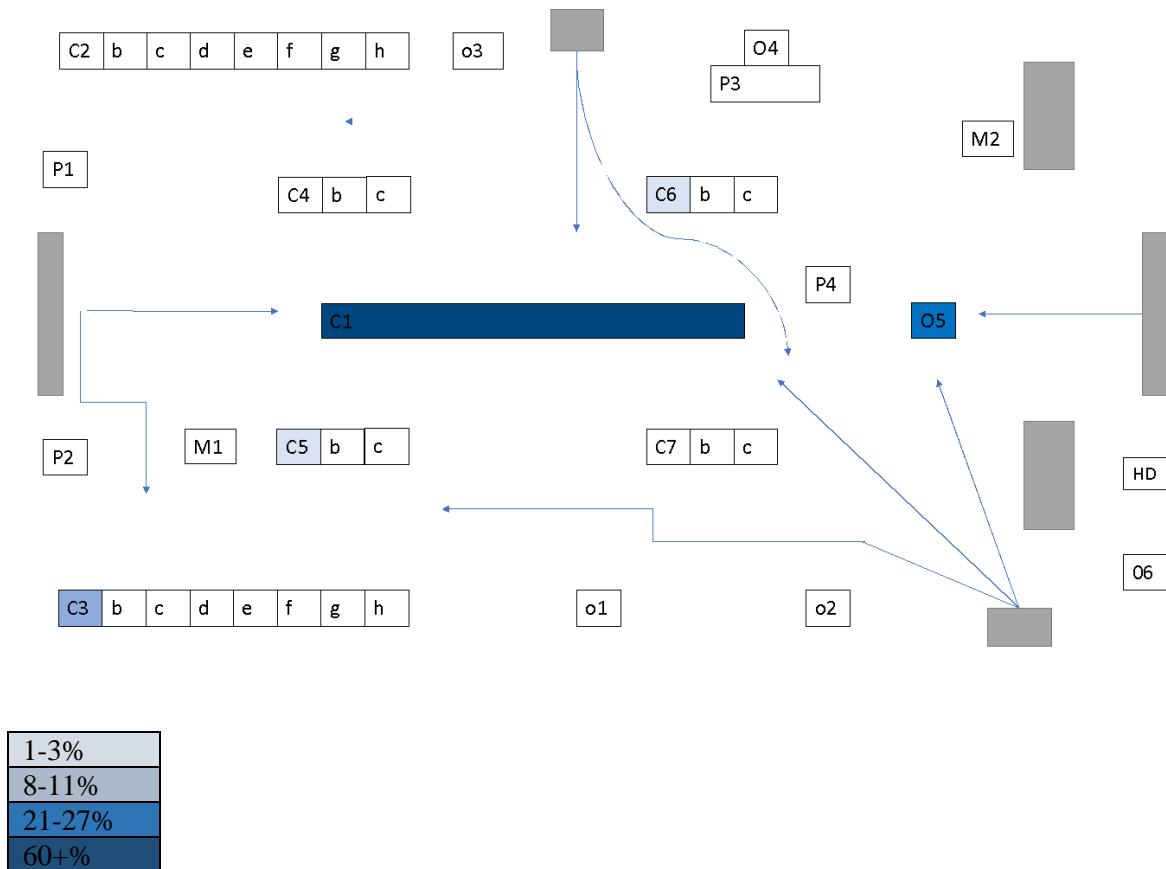 C2 b c d e f g h o3 O4
P3
M2
P1
C4 b c C6 b c
P4
C1 O5
P2 M1 C5 b c C7 b c HD
06
C3 b c d e f g h o1 o2
1-3%
8-11%
21-27%
60+%